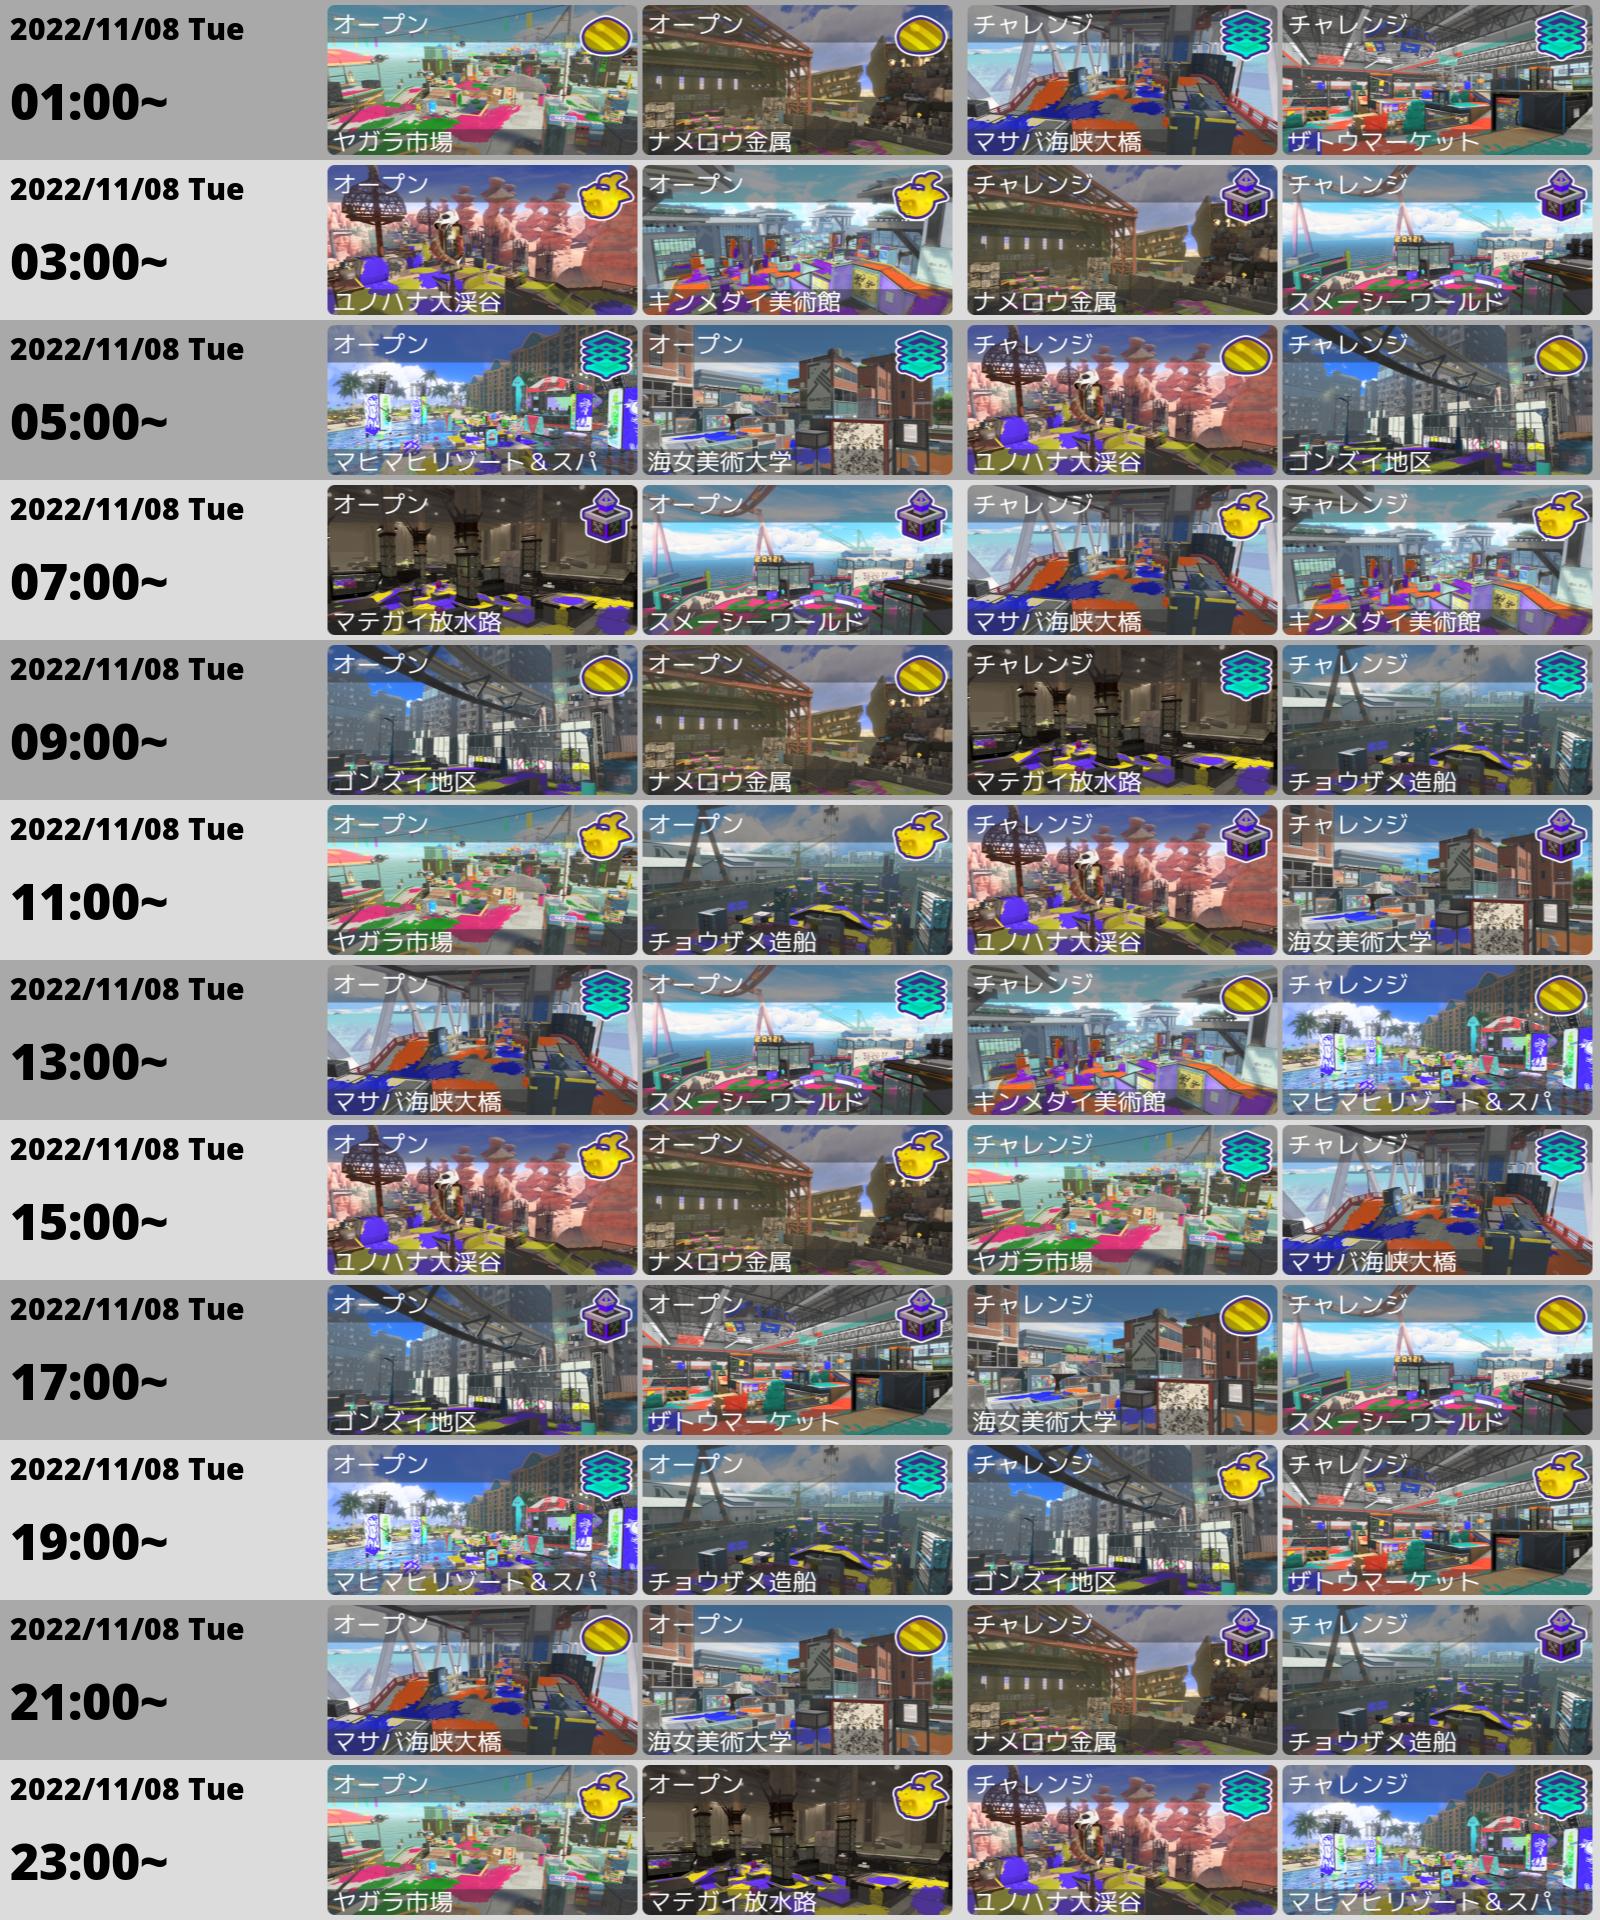 2022/11/08 Tue
01:00~
オープン
ヤガラ市場
オープン
ナメロウ金属
チャレンジ
マサバ海峡大橋
チャレンジ
ザトウマーケット
2022/11/08 Tue
03:00~
オープン
ユノハナ大渓谷
オープン
キンメダイ美術館
チャレンジ
ナメロウ金属
チャレンジ
スメーシーワールド
2022/11/08 Tue
05:00~
オープン
マヒマヒリゾート＆スパ
オープン
海女美術大学
チャレンジ
ユノハナ大渓谷
チャレンジ
ゴンズイ地区
2022/11/08 Tue
07:00~
オープン
マテガイ放水路
オープン
スメーシーワールド
チャレンジ
マサバ海峡大橋
チャレンジ
キンメダイ美術館
2022/11/08 Tue
09:00~
オープン
ゴンズイ地区
オープン
ナメロウ金属
チャレンジ
マテガイ放水路
チャレンジ
チョウザメ造船
2022/11/08 Tue
11:00~
オープン
ヤガラ市場
オープン
チョウザメ造船
チャレンジ
ユノハナ大渓谷
チャレンジ
海女美術大学
2022/11/08 Tue
13:00~
オープン
マサバ海峡大橋
オープン
スメーシーワールド
チャレンジ
キンメダイ美術館
チャレンジ
マヒマヒリゾート＆スパ
2022/11/08 Tue
15:00~
オープン
ユノハナ大渓谷
オープン
ナメロウ金属
チャレンジ
ヤガラ市場
チャレンジ
マサバ海峡大橋
2022/11/08 Tue
17:00~
オープン
ゴンズイ地区
オープン
ザトウマーケット
チャレンジ
海女美術大学
チャレンジ
スメーシーワールド
2022/11/08 Tue
19:00~
オープン
マヒマヒリゾート＆スパ
オープン
チョウザメ造船
チャレンジ
ゴンズイ地区
チャレンジ
ザトウマーケット
2022/11/08 Tue
21:00~
オープン
マサバ海峡大橋
オープン
海女美術大学
チャレンジ
ナメロウ金属
チャレンジ
チョウザメ造船
2022/11/08 Tue
23:00~
オープン
ヤガラ市場
オープン
マテガイ放水路
チャレンジ
ユノハナ大渓谷
チャレンジ
マヒマヒリゾート＆スパ